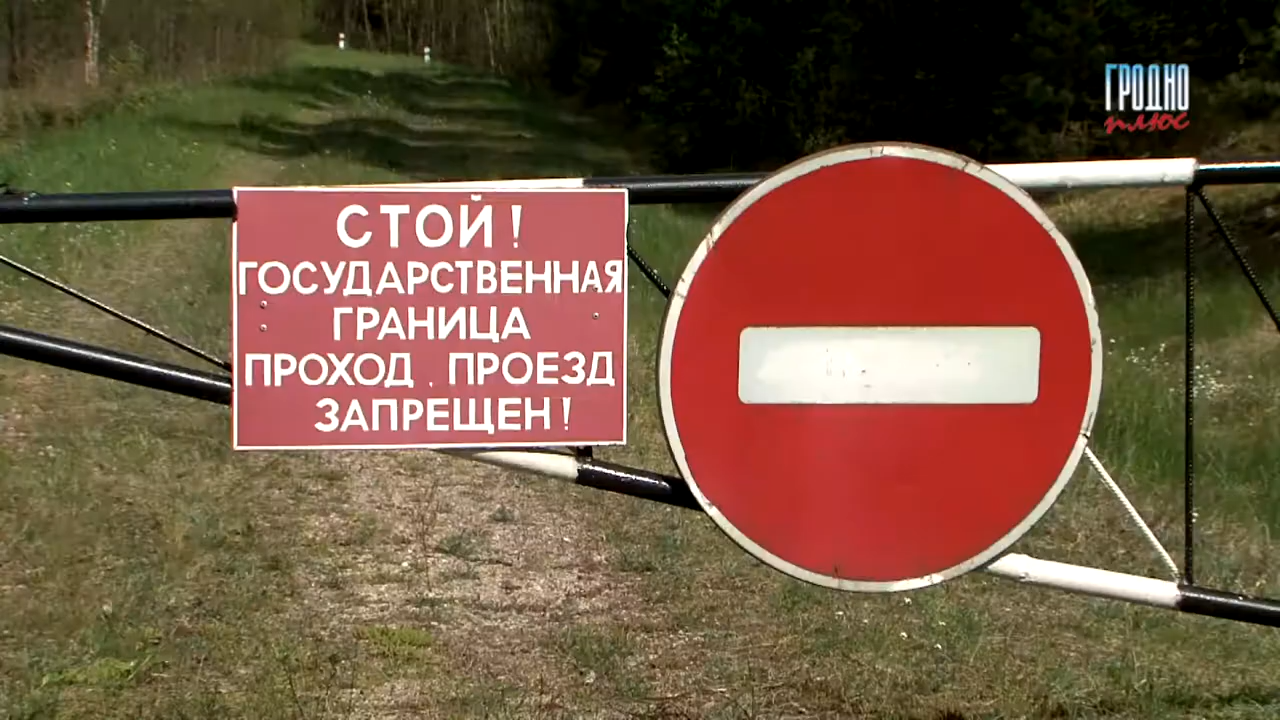 ГРОДНО
плюс
СТОЙ!
ГОСУДАРСТВЕННАЯ
ГРАНИЦА
ПРОХОД . ПРОЕЗД
ЗАПРЕЩЕН!